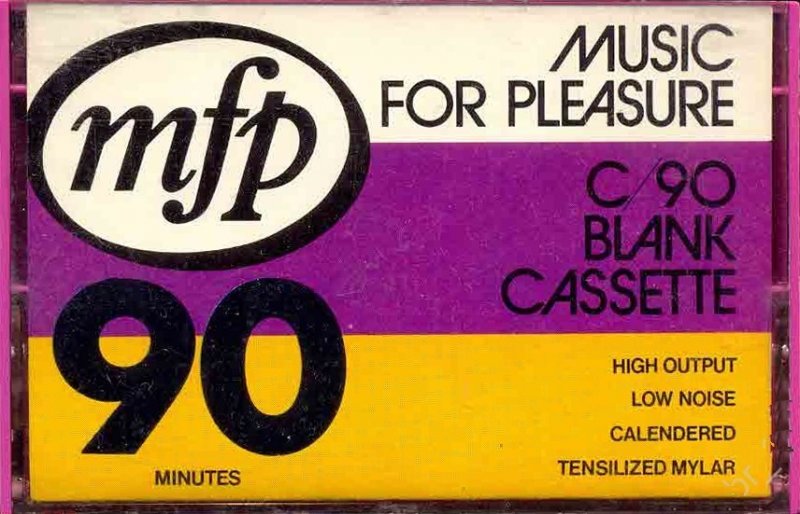 mfp
MUSIC
FOR PLEASURE
C/90
BLANK
CASSETTE
90
MINUTES
HIGH OUTPUT
LOW NOISE
CALENDERED
TENSILIZED MYLAR